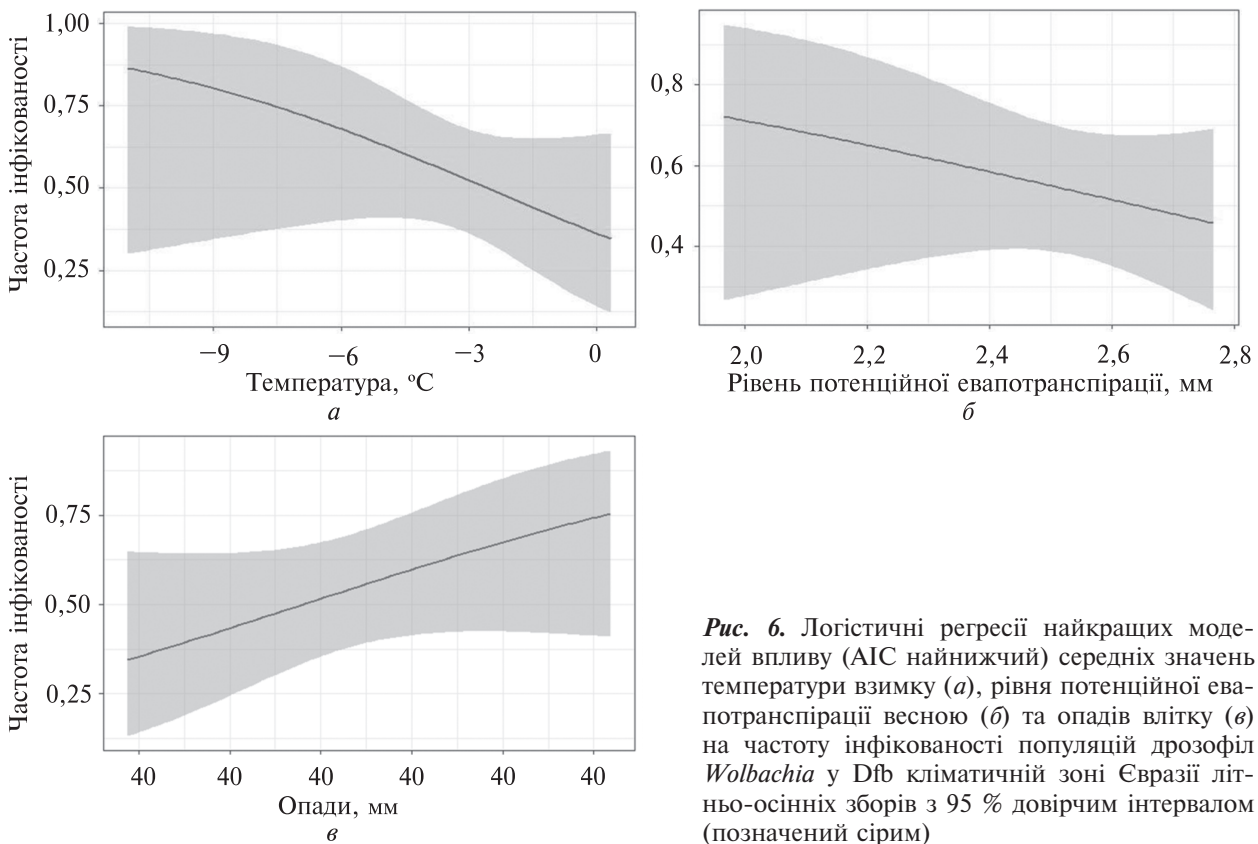 Частота інфікованості
1,00
0,75
0,50
0,25
−9 −6 −3 0
Температура, °C
а
0,8
0,6
0,4
2,0 2,2 2,4 2,6 2,8
Рівень потенційної евапотранспірації, мм
б
Частота інфікованості
0,75
0,50
0,25
40 40 40 40 40 40
Опади, мм
в
Рис. 6. Логістичні регресії найкращих моде-
лей впливу (AIC найнижчий) середніх значень
температури взимку (а), рівня потенційної ева-
потранспірації весною (б) та опадів влітку (в)
на частоту інфікованості популяцій дрозофіл
Wolbachia у Dfb кліматичній зоні Євразії літ-
ньо-осінніх зборів з 95 % довірчим інтервалом
(позначений сірим)